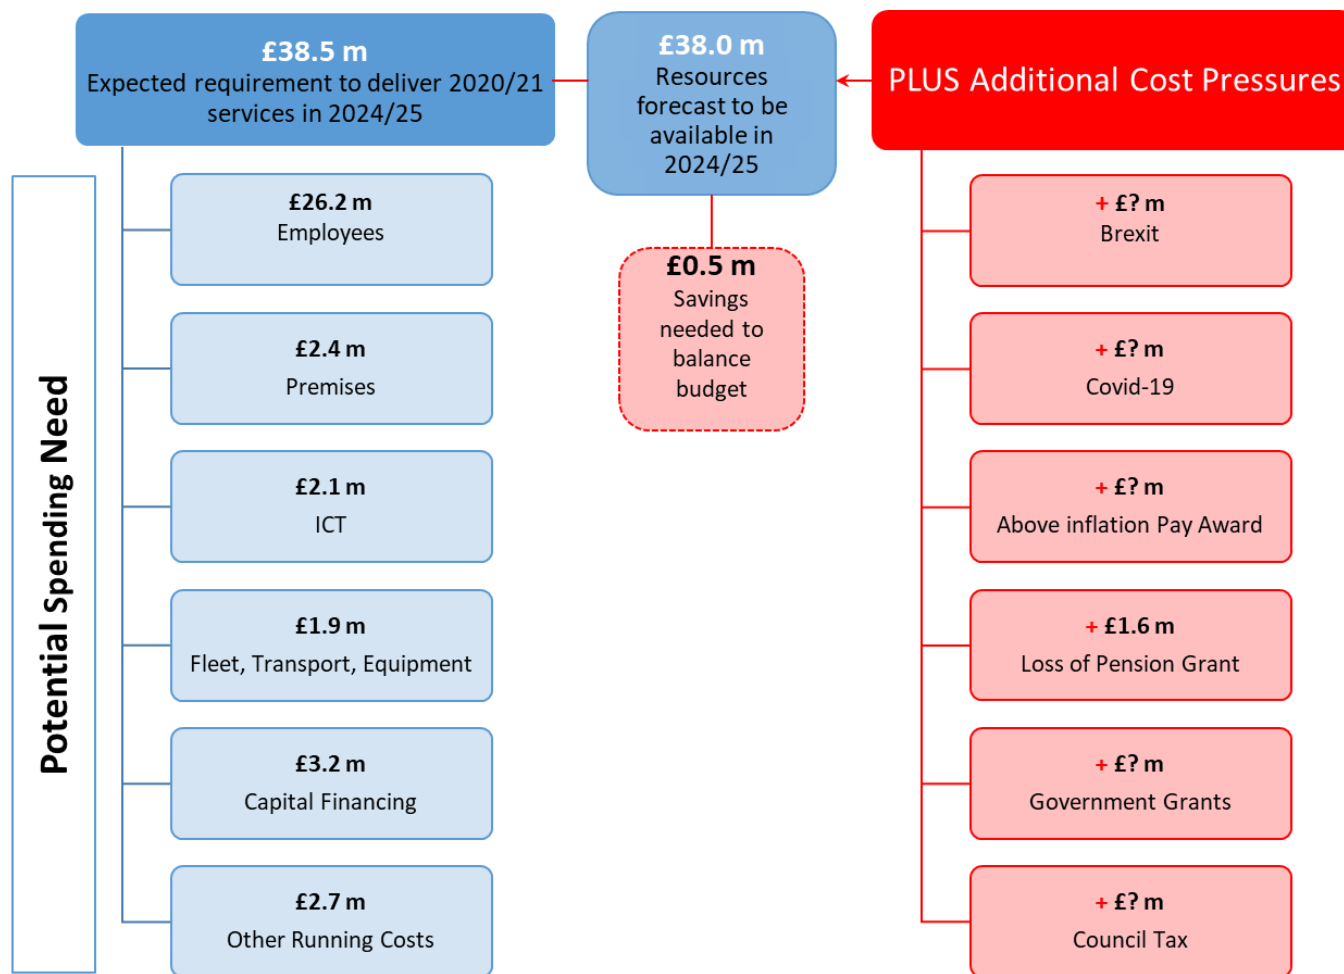 £38.5 m
Expected requirement to deliver 2020/21
services in 2024/25
£38.0 m
Resources
forecast to be
available in
2024/25
PLUS Additional Cost Pressures
Potential Spending Need
£26.2 m
Employees
£2.4 m
Premises
£2.1 m
ICT
£1.9 m
Fleet, Transport, Equipment
£3.2 m
Capital Financing
£2.7 m
Other Running Costs
£0.5 m
Savings
needed to
balance
budget
+ £? m
Brexit
+ £? m
Covid-19
+ £? m
Above inflation Pay Award
+ £1.6 m
Loss of Pension Grant
+ £? m
Government Grants
+ £? m
Council Tax